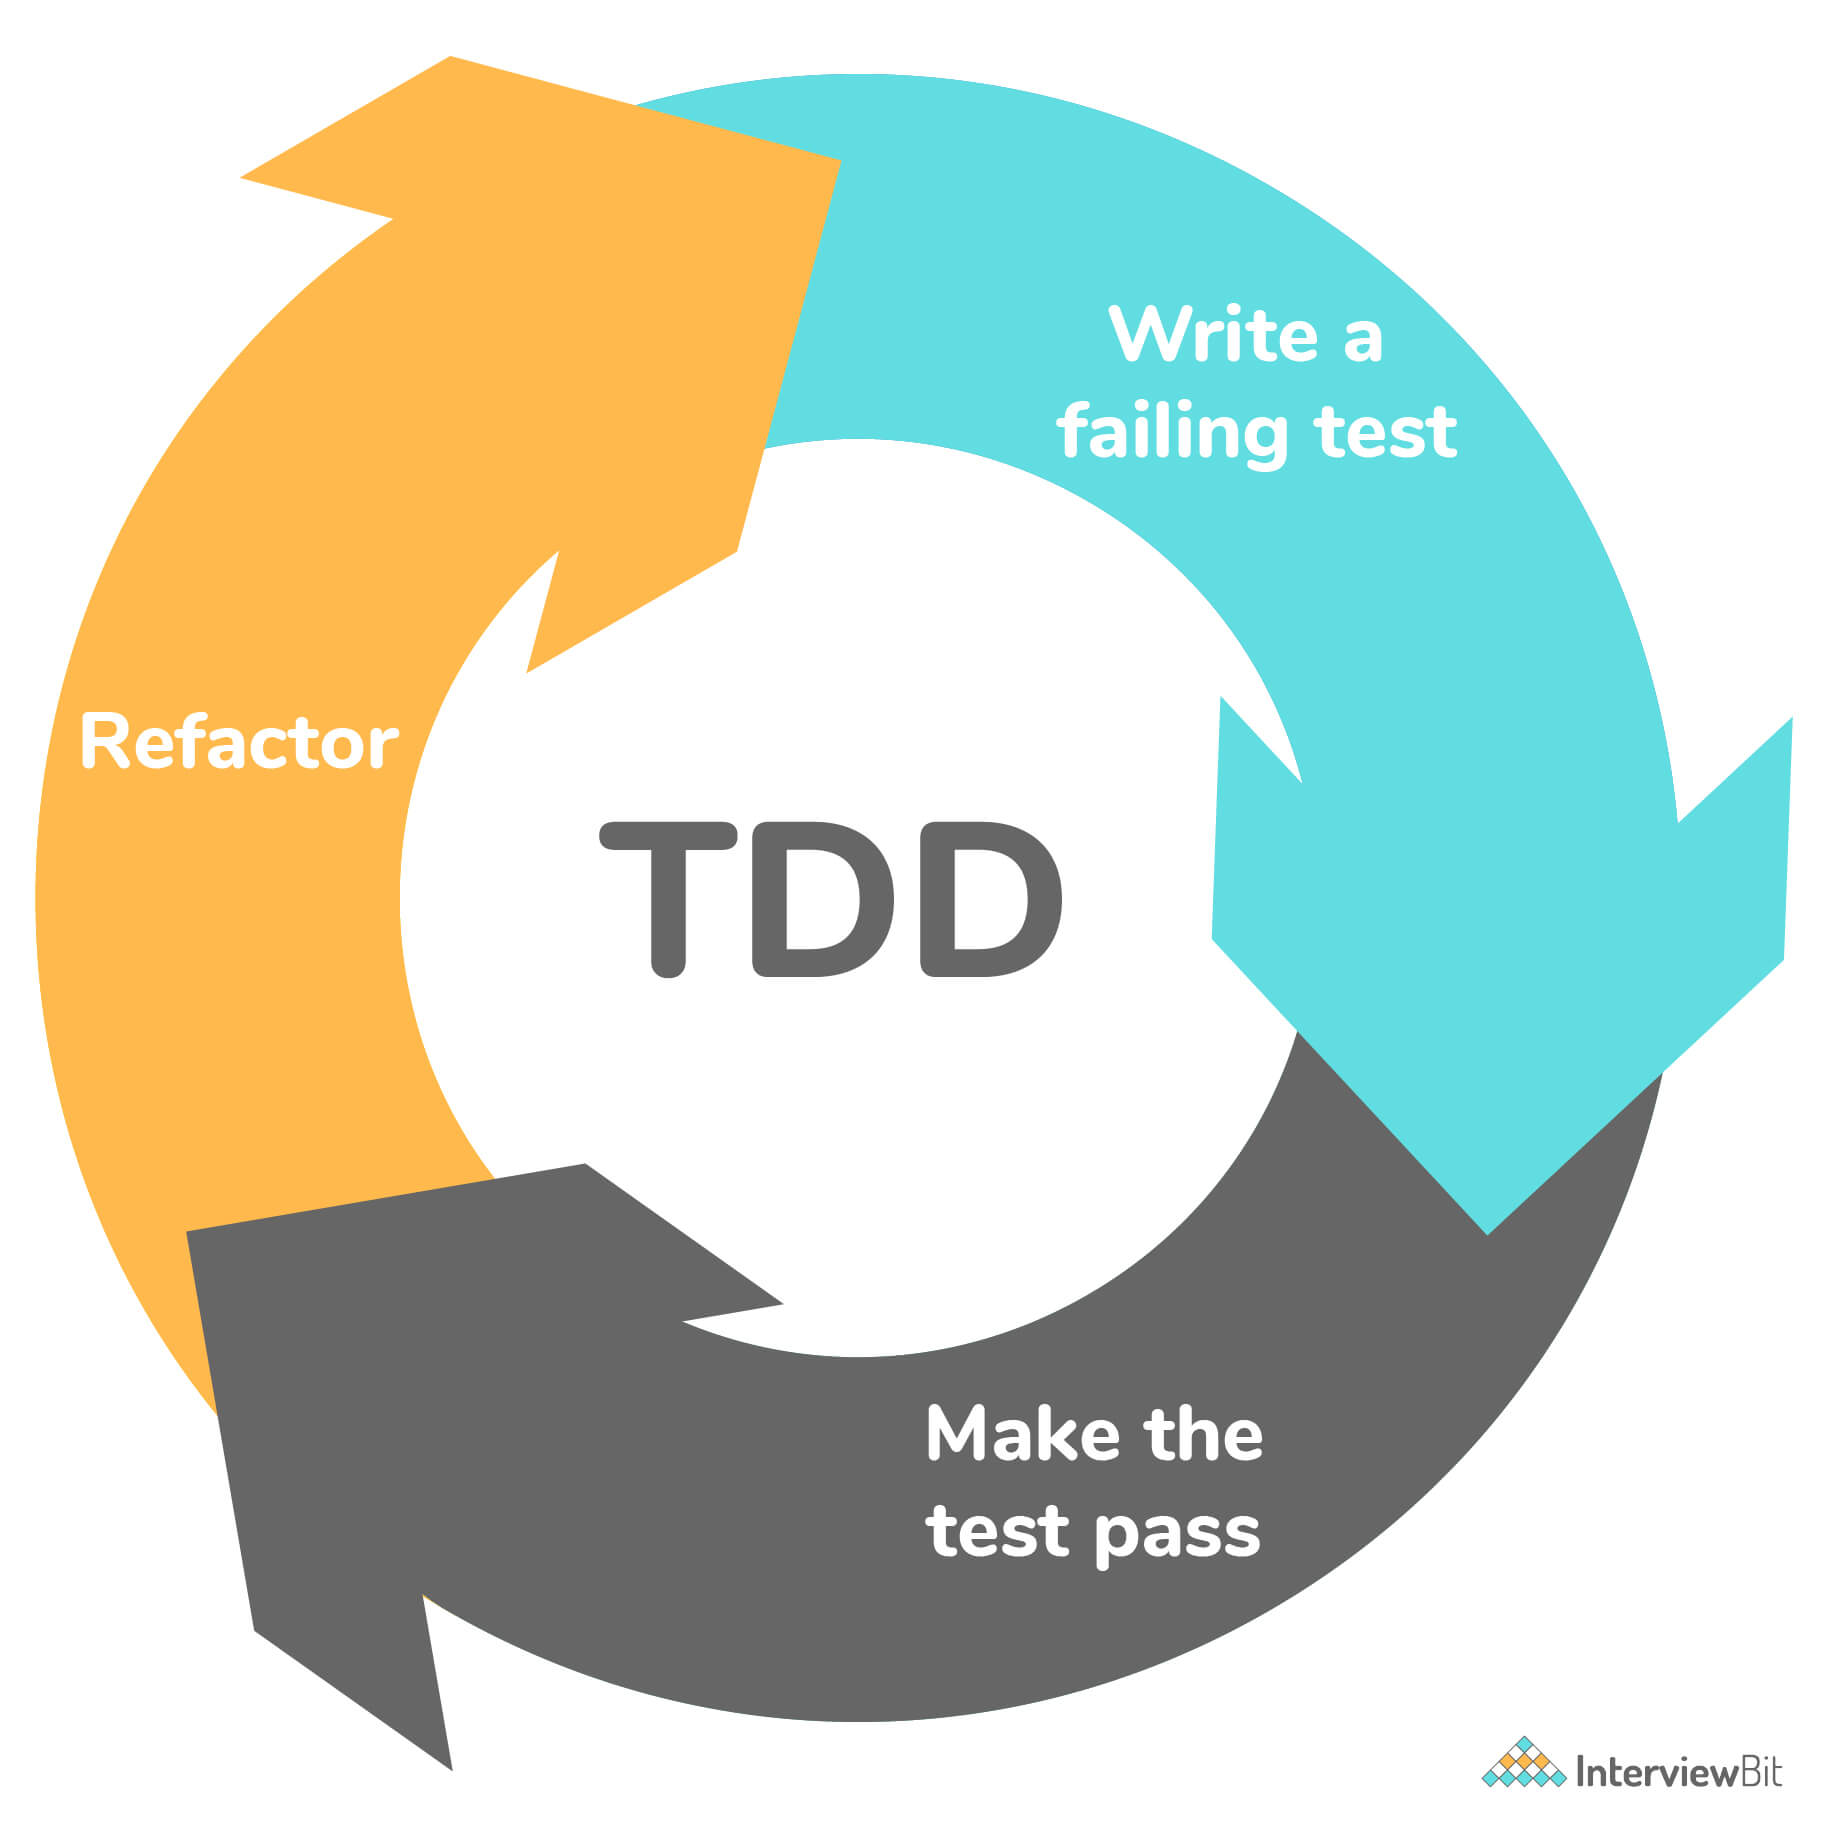 Write a
failing test
Refactor
TDD
Make the
test pass
InterviewBit